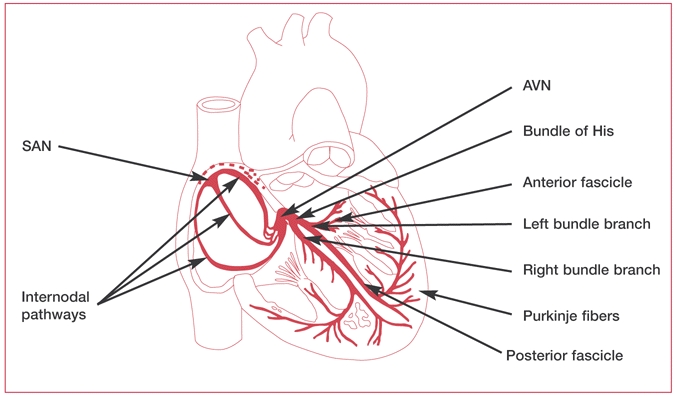 SAN
Internodal
pathways
AVN
Bundle of His
Anterior fascicle
Left bundle branch
Right bundle branch
Purkinje fibers
Posterior fascicle